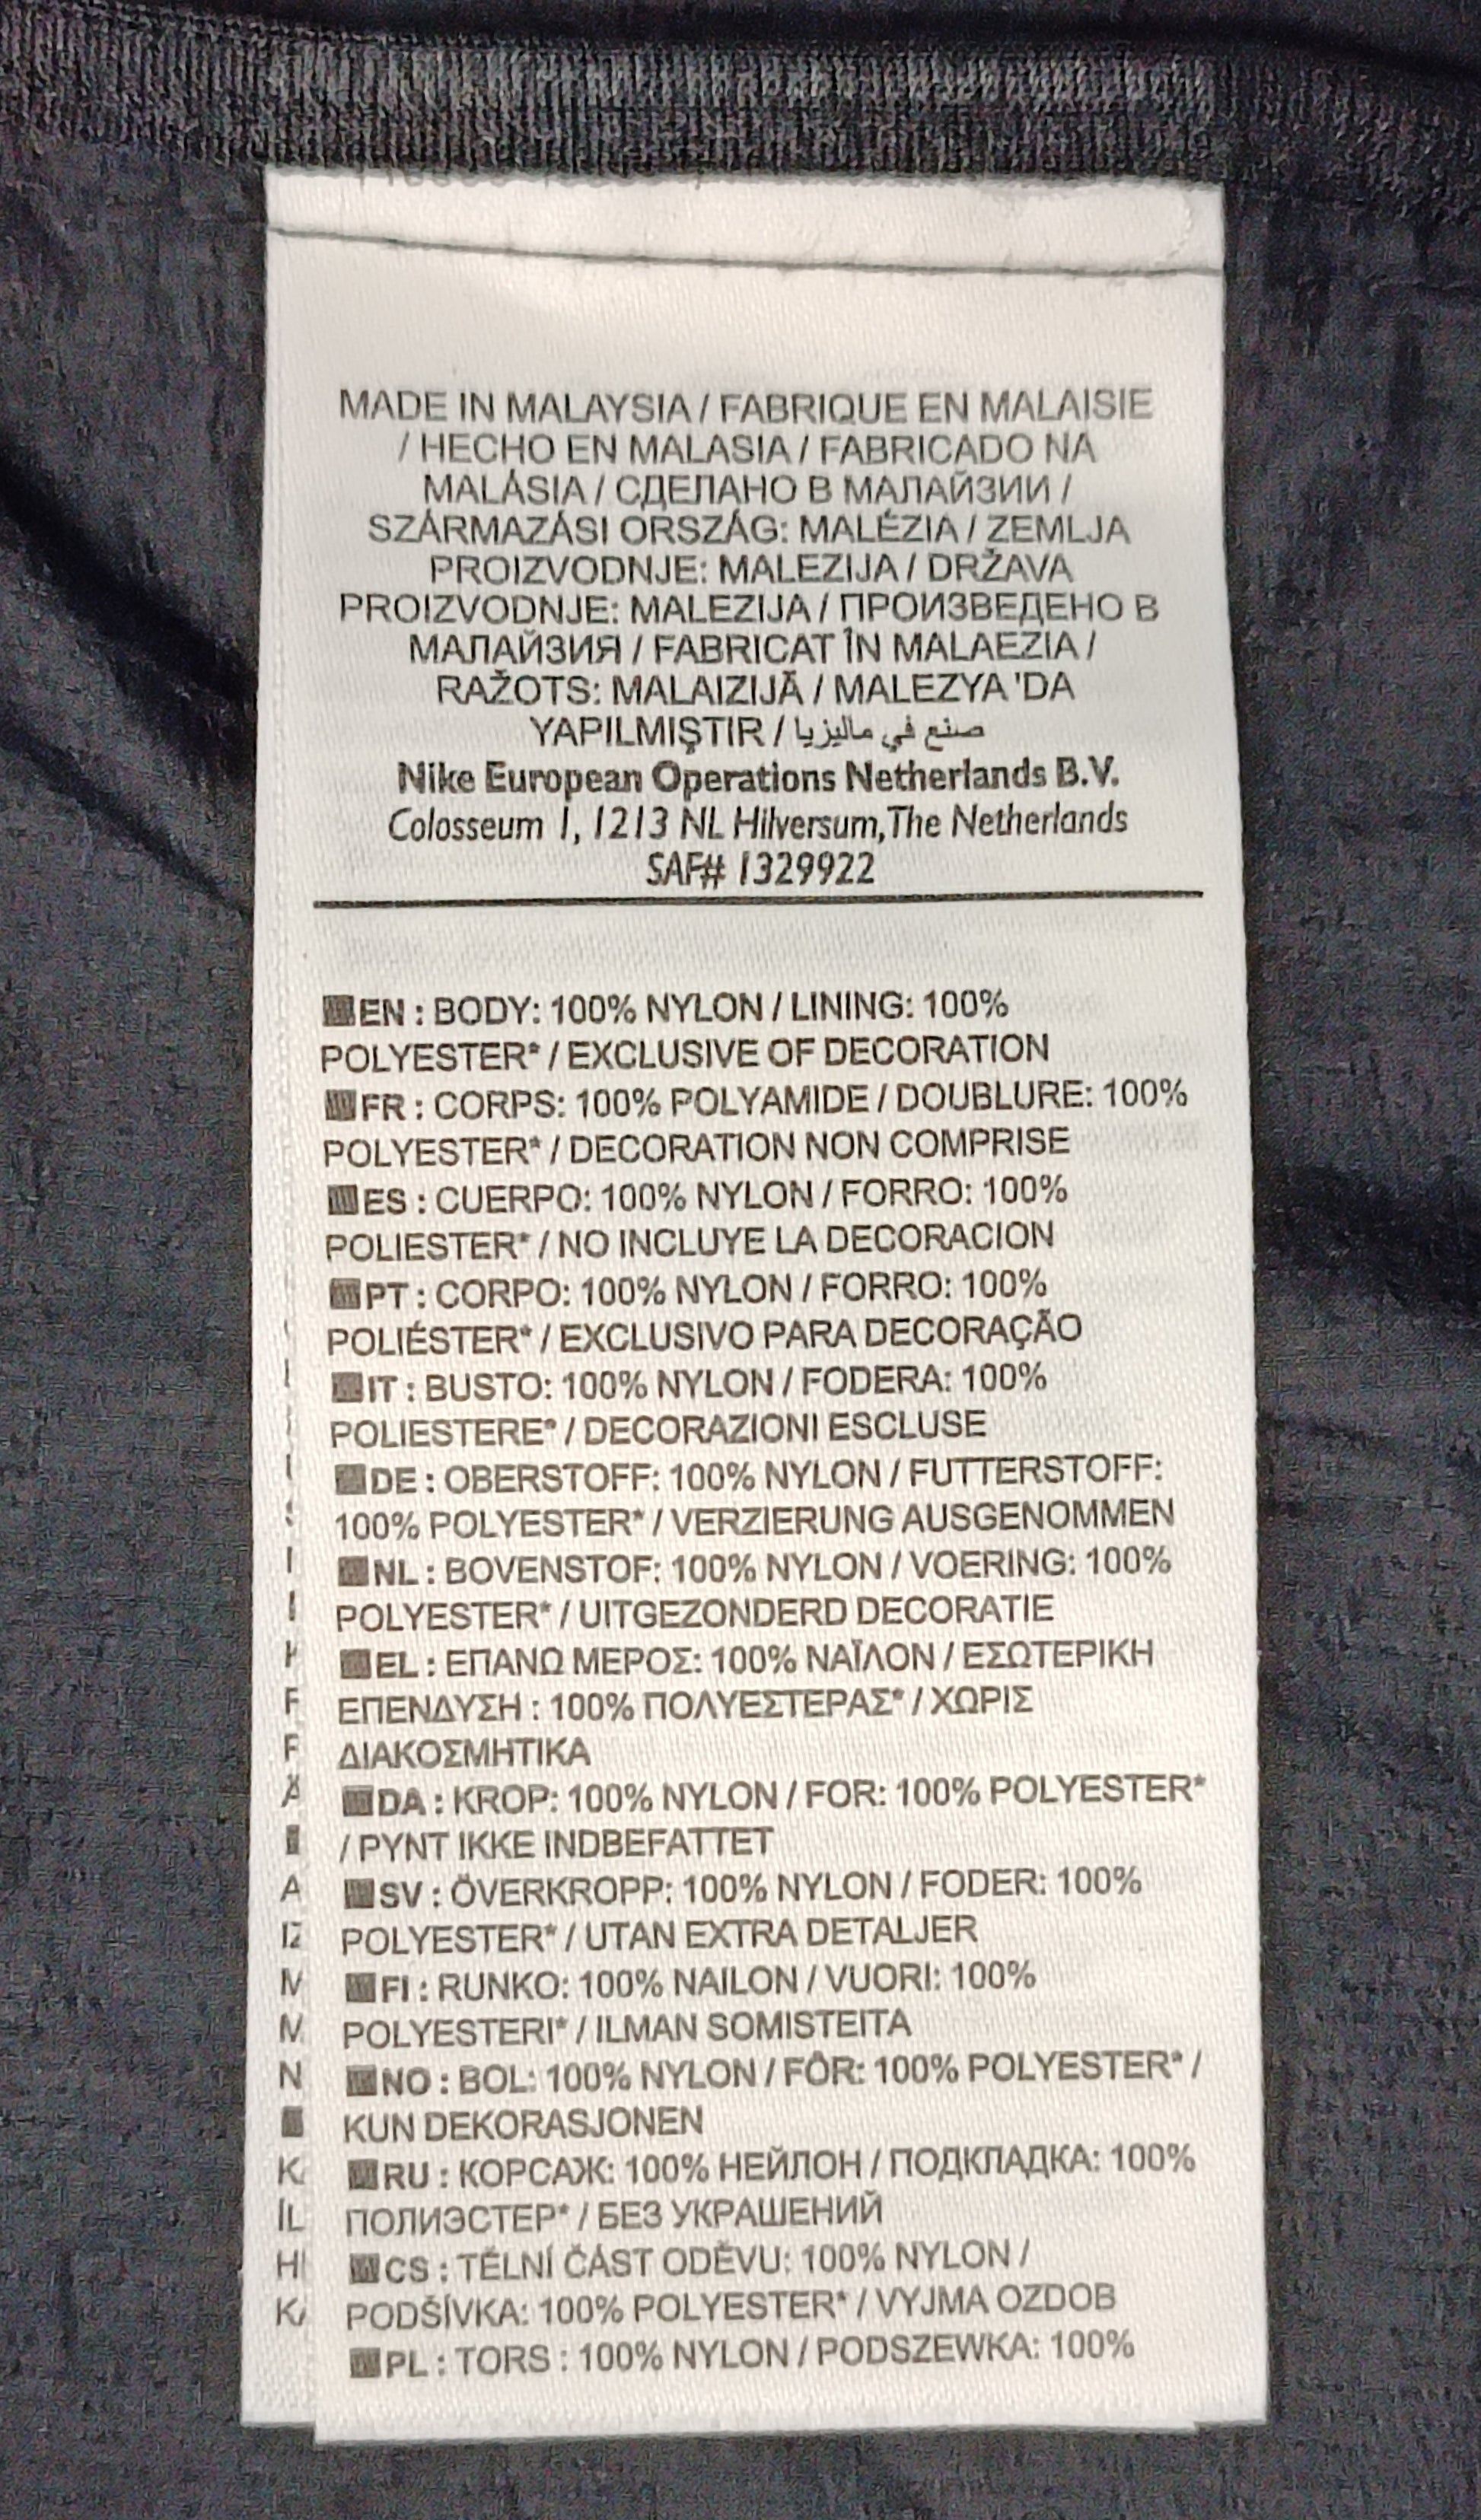 MADE IN MALAYSIA / FABRIQUE EN MALAISIE
/ HECHO EN MALASIA / FABRICADO NA
MALÁSIA / СДЕЛАНО В МАЛАЙЗИИ /
SZÁRMAZÁSI ORSZÁG: MALÉZIA / ZEMLJA
PROIZVODNJE: MALEZIJA / DRŽAVA
PROIZVODNJE: MALEZIJA / ПРОИЗВЕДЕНО В
МАЛАЙЗИЯ / FABRICAT ÎN MALAEZIA /
RAŽOTS: MALAIZIJĀ / MALEZYA 'DA
YAPILMIŞTIR / صنع في ماليزيا
Nike European Operations Netherlands B.V.
Colosseum 1, 1213 NL Hilversum,The Netherlands
SAF# 1329922
EN : BODY: 100% NYLON / LINING: 100%
POLYESTER* / EXCLUSIVE OF DECORATION
FR : CORPS: 100% POLYAMIDE / DOUBLURE: 100%
POLYESTER* / DECORATION NON COMPRISE
ES : CUERPO: 100% NYLON / FORRO: 100%
POLIESTER* / NO INCLUYE LA DECORACION
PT : CORPO: 100% NYLON / FORRO: 100%
POLIÉSTER* / EXCLUSIVO PARA DECORAÇÃO
IT : BUSTO: 100% NYLON / FODERA: 100%
POLIESTERE* / DECORAZIONI ESCLUSE
DE : OBERSTOFF: 100% NYLON / FUTTERSTOFF:
100% POLYESTER* / VERZIERUNG AUSGENOMMEN
NL : BOVENSTOF: 100% NYLON / VOERING: 100%
POLYESTER* / UITGEZONDERD DECORATIE
EL : ΕΠΑΝΩ ΜΕΡΟΣ: 100% ΝΑΪΛΟΝ / ΕΣΩΤΕΡΙΚΗ
ΕΠΕΝΔΥΣΗ : 100% ΠΟΛΥΕΣΤΕΡΑΣ* / ΧΩΡΙΣ
ΔΙΑΚΟΣΜΗΤΙΚΑ
DA : KROP: 100% NYLON / FOR: 100% POLYESTER*
/ PYNT IKKE INDBEFATTET
SV : ÖVERKROPP: 100% NYLON / FODER: 100%
POLYESTER* / UTAN EXTRA DETALJER
FI : RUNKO: 100% NAILON / VUORI: 100%
POLYESTERI* / ILMAN SOMISTEITA
NO : BOL: 100% NYLON / FÔR: 100% POLYESTER* /
KUN DEKORASJONEN
RU : КОРСАЖ: 100% НЕЙЛОН / ПОДКЛАДКА: 100%
ПОЛИЭСТЕР* / БЕЗ УКРАШЕНИЙ
CS : TĚLNÍ ČÁST ODĚVU: 100% NYLON /
PODŠÍVKA: 100% POLYESTER* / VYJMA OZDOB
PL : TORS : 100% NYLON / PODSZEWKA: 100%